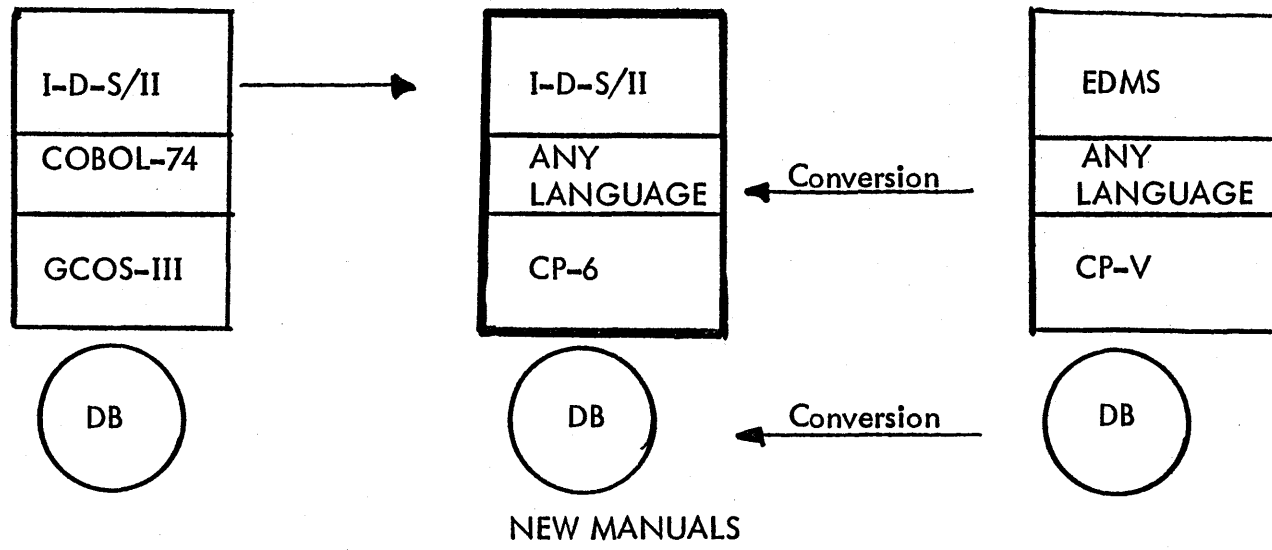 I-D-S/II
COBOL-74
GCOS-III
DB
I-D-S/II
ANY
LANGUAGE
CP-6
DB
NEW MANUALS
Conversion
Conversion
EDMS
ANY
LANGUAGE
CP-V
DB